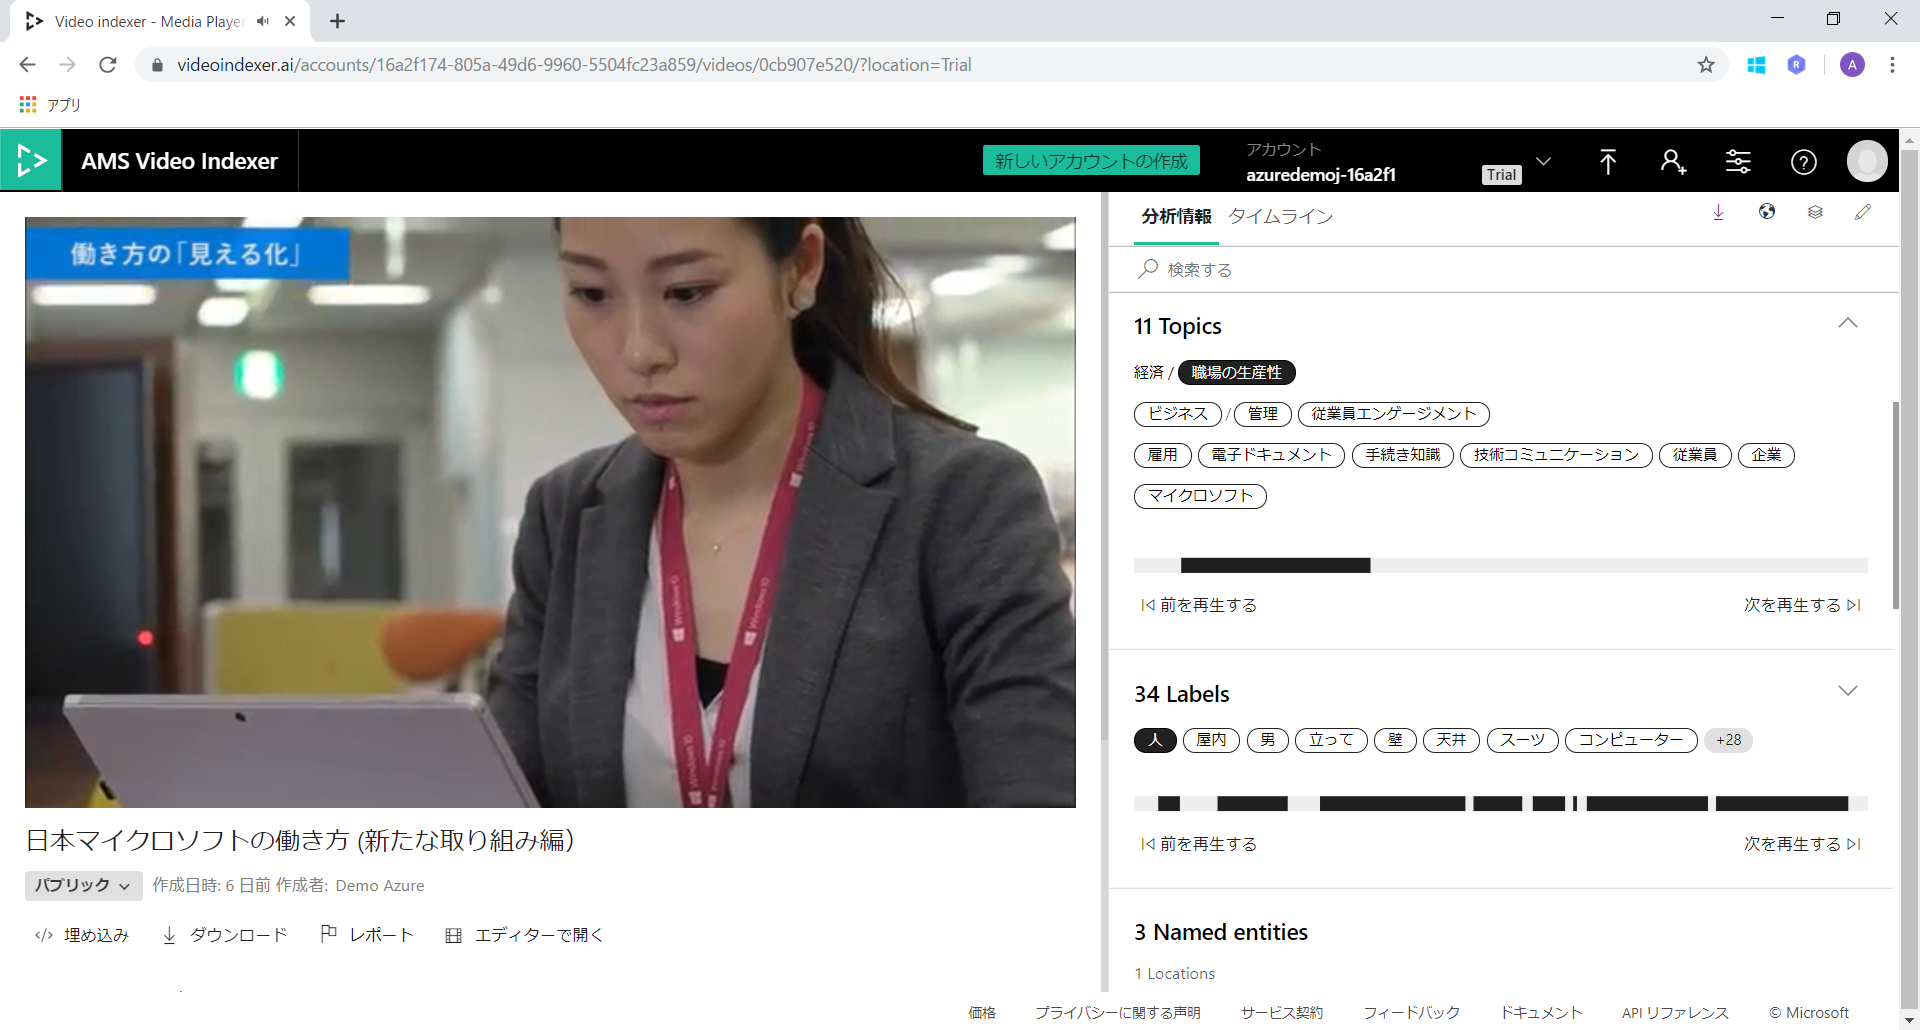 Video indexer - Media Player
videoindexer.ai/accounts/16a2f174-805a-49d6-9960-5504fc23a859/videos/0cb907e520/?location=Trial
R
A
アプリ
AMS Video Indexer
新しいアカウントの作成
アカウント
azuredemoj-16a2f1
Trial
働き方の「見える化」
Windows 10
Windows 10
Windows 10
分析情報 タイムライン
検索する
11 Topics
経済 / 職場の生産性
ビジネス / 管理 従業員エンゲージメント
雇用 電子ドキュメント 手続き知識 技術コミュニケーション 従業員 企業
マイクロソフト
前を再生する 次を再生する
34 Labels
人 屋内 男 立って 壁 天井 スーツ コンピューター +28
前を再生する 次を再生する
3 Named entities
1 Locations
日本マイクロソフトの働き方 (新たな取り組み編)
パブリック 作成日時: 6 日前 作成者: Demo Azure
埋め込み ダウンロード レポート エディターで開く
価格 プライバシーに関する声明 サービス契約 フィードバック ドキュメント API リファレンス © Microsoft